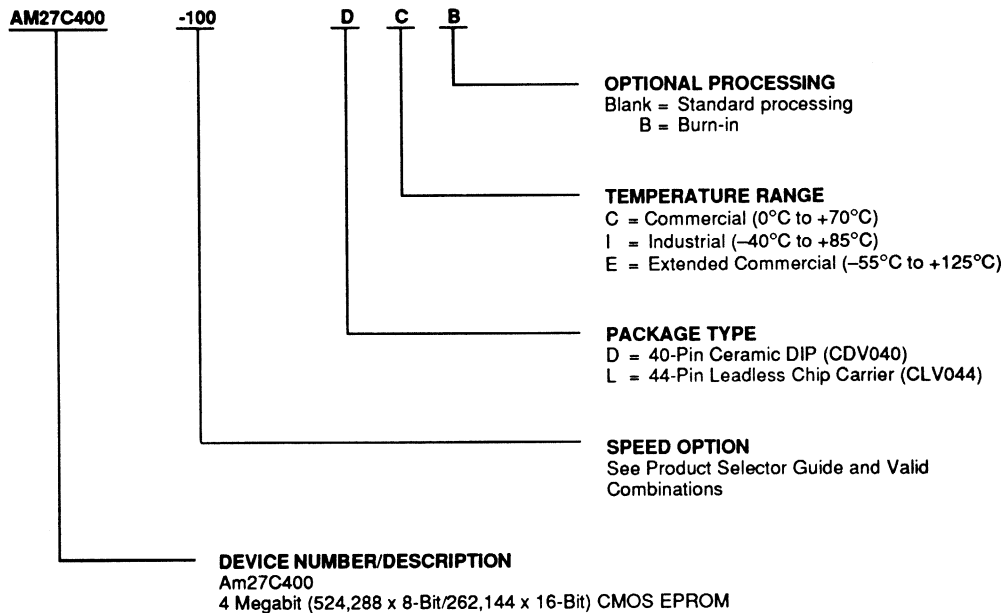 AM27C400 -100 D C B
OPTIONAL PROCESSING
Blank = Standard processing
B = Burn-in
TEMPERATURE RANGE
C = Commercial (0°C to +70°C)
I = Industrial (–40°C to +85°C)
E = Extended Commercial (–55°C to +125°C)
PACKAGE TYPE
D = 40-Pin Ceramic DIP (CDV040)
L = 44-Pin Leadless Chip Carrier (CLV044)
SPEED OPTION
See Product Selector Guide and Valid
Combinations
DEVICE NUMBER/DESCRIPTION
Am27C400
4 Megabit (524,288 x 8-Bit/262,144 x 16-Bit) CMOS EPROM